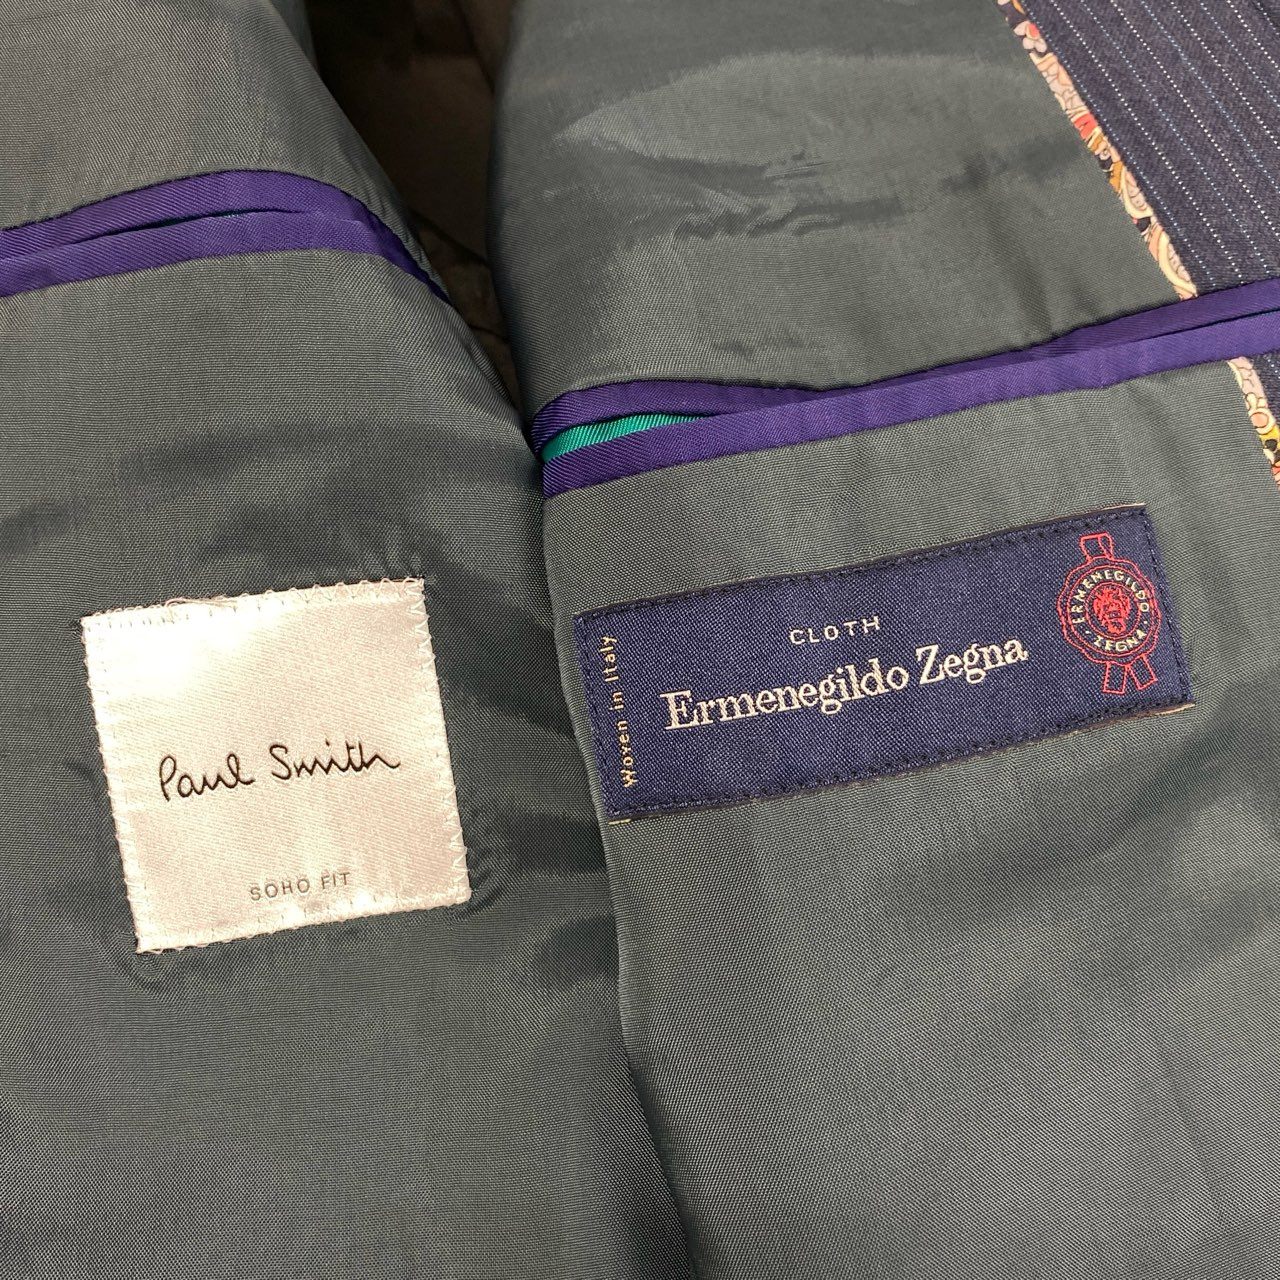 Paul Smith
SOHO FIT
Woven in Italy
CLOTH
Ermenegildo Zegna
ERMENEGILDO
· ZEGNA ·